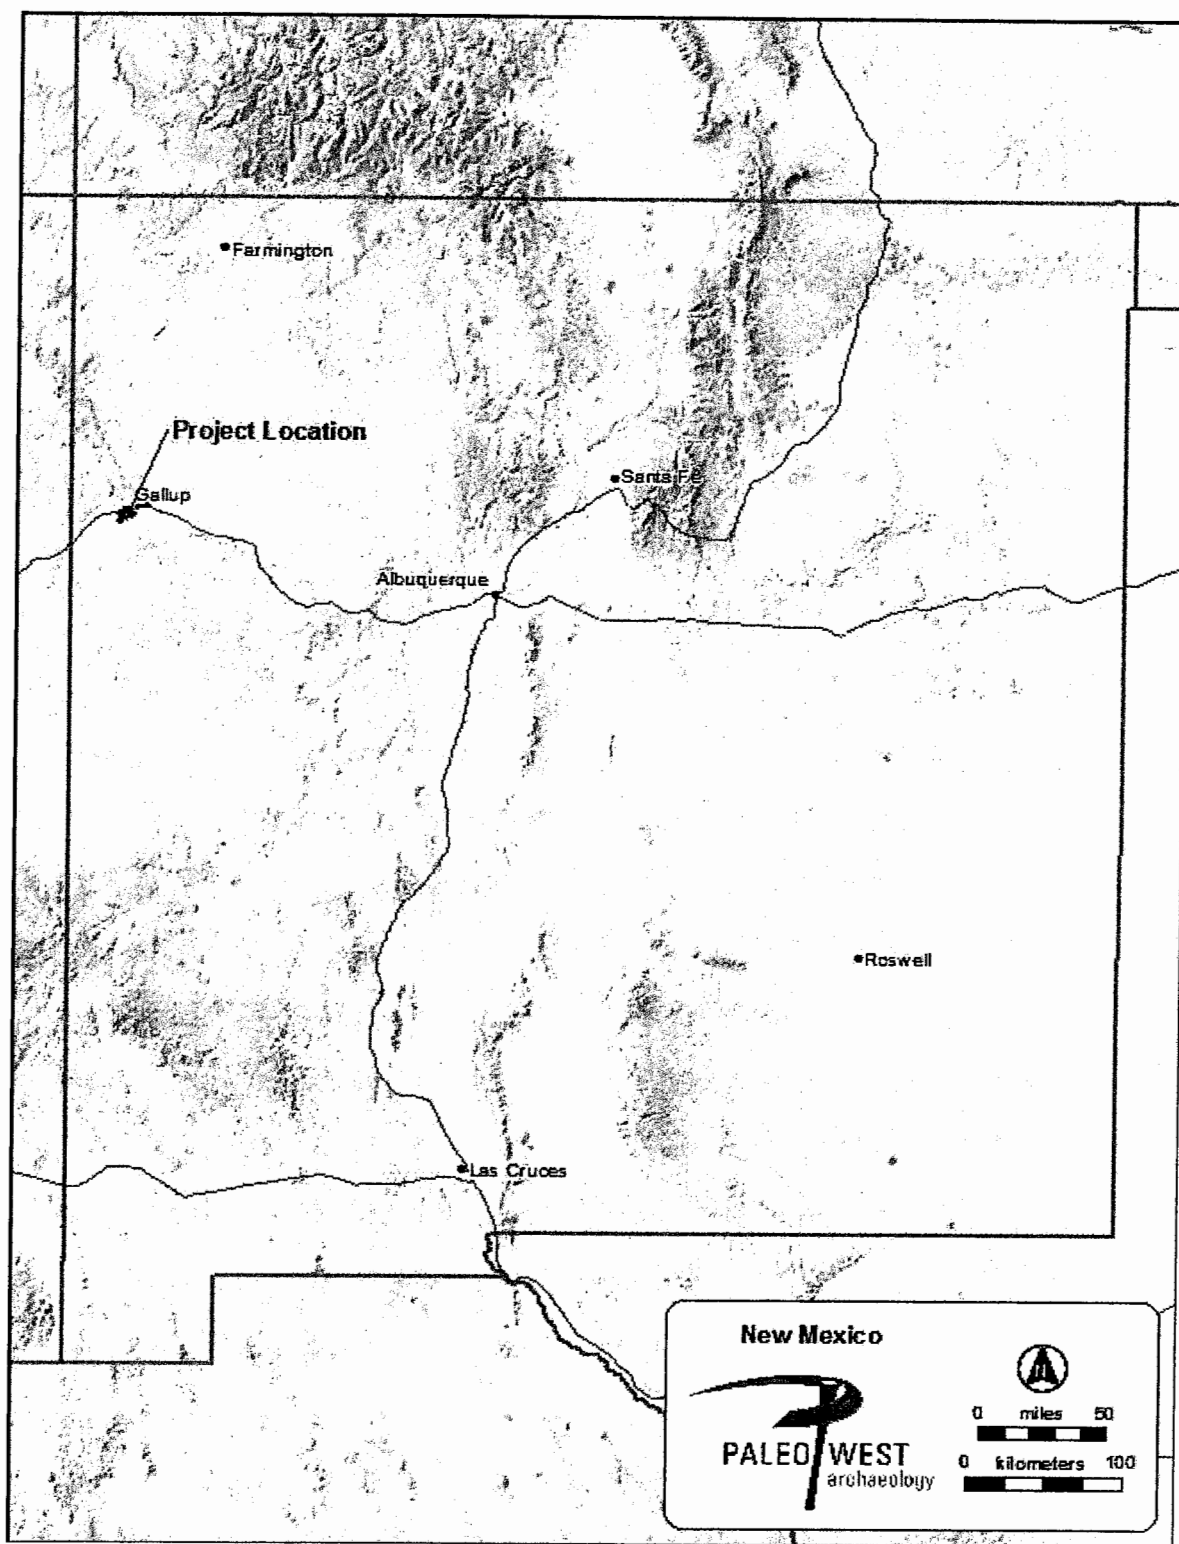 Farmington
Project Location
Gallup
Santa Fe
Albuquerque
Roswell
Las Cruces
New Mexico
0 miles 50
0 kilometers 100
PALEO WEST
archaeology